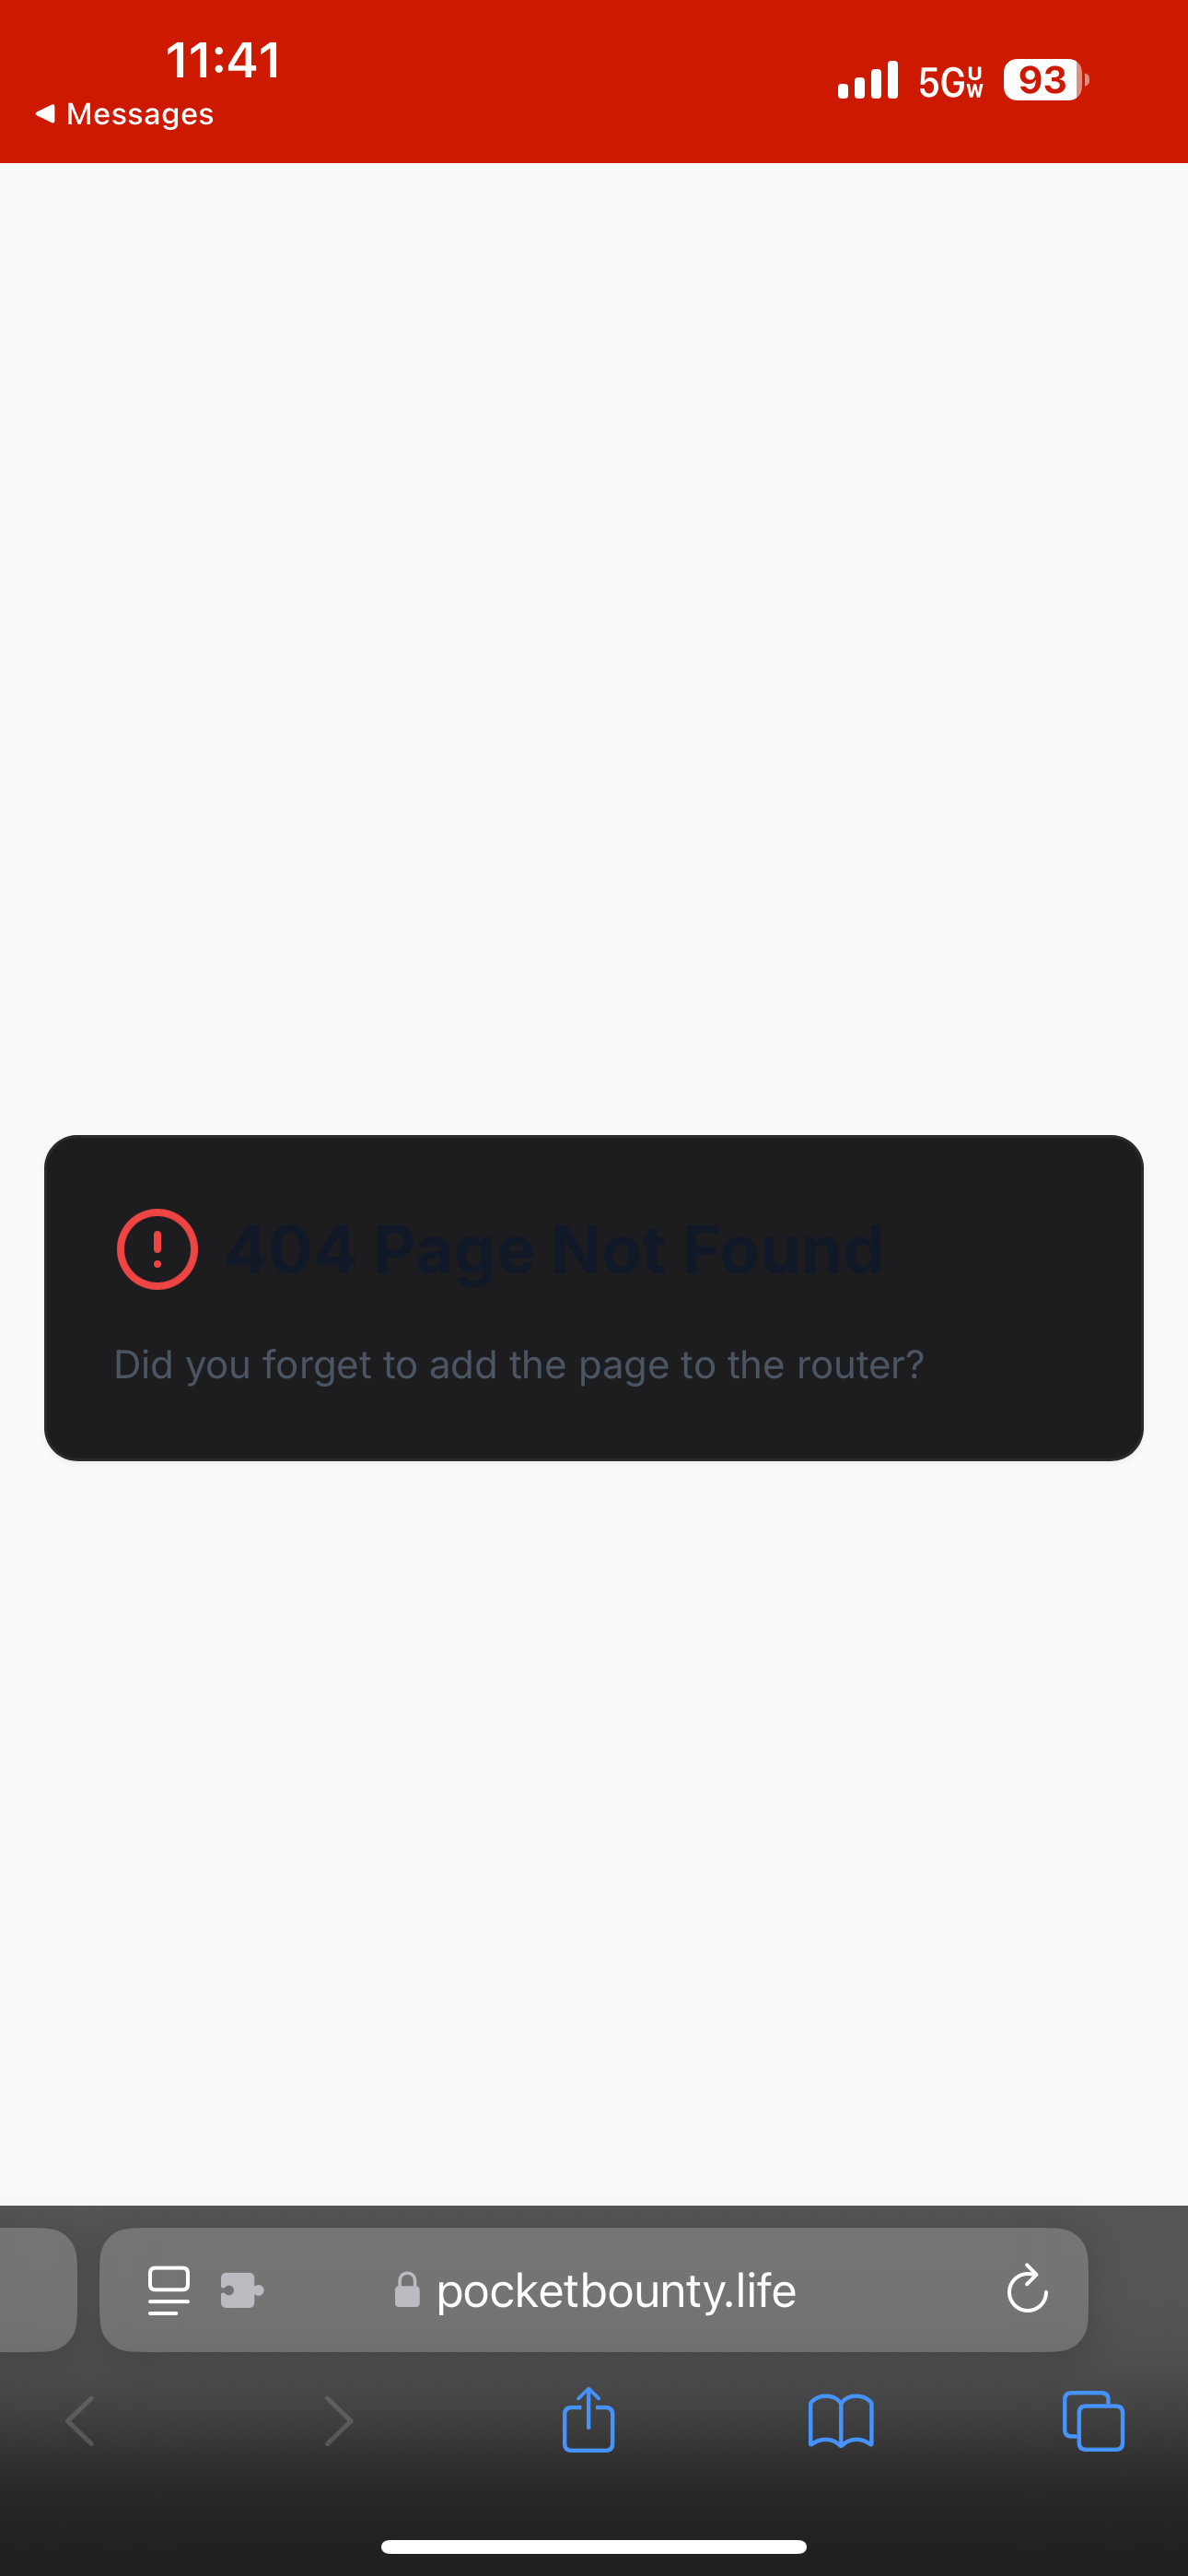 11:41
5G UW
93
Messages
404 Page Not Found
Did you forget to add the page to the router?
pocketbounty.life